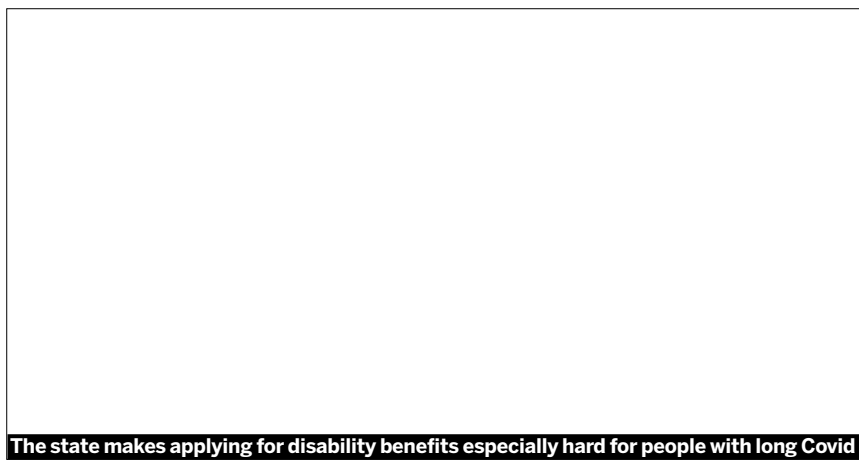 The state makes applying for disability benefits especially hard for people with long Covid